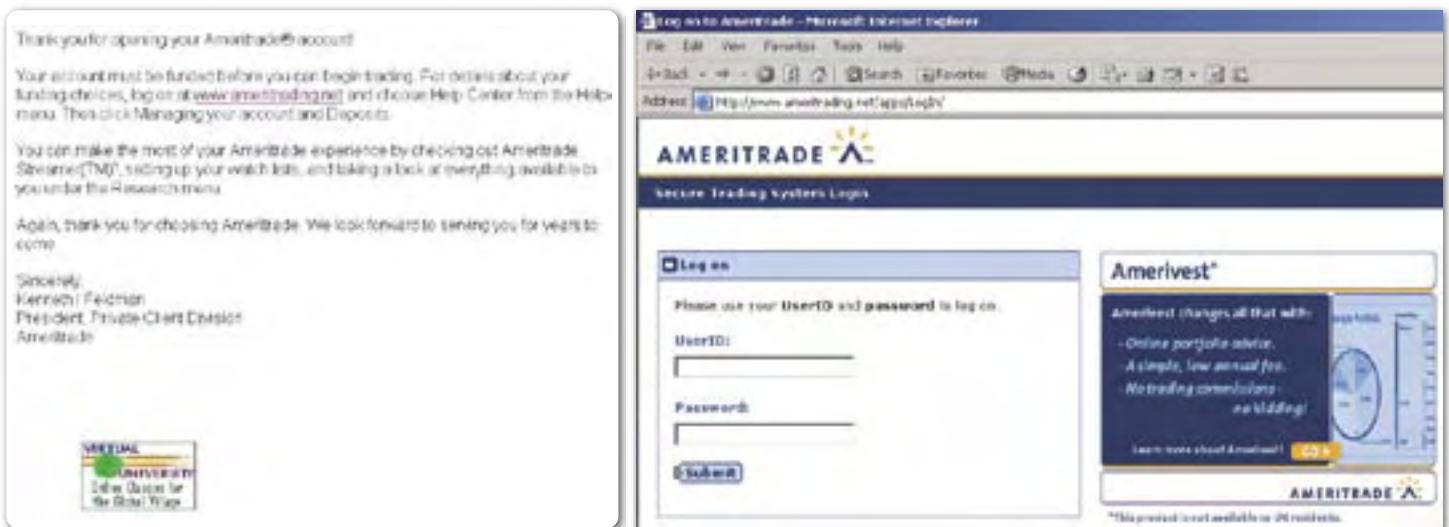 Thank you for opening your Ameritrade® account!
Your account must be funded before you can begin trading. For details about your
funding choices, log on at www.ameritrading.net and choose Help Center from the Help
menu. Then click Managing your account and Deposits.
You can make the most of your Ameritrade experience by checking out Ameritrade
Streamer(TM)*, setting up your watch lists, and taking a look at everything available to
you under the Research menu.
Again, thank you for choosing Ameritrade. We look forward to serving you for years to
come.
Sincerely,
Kenneth I Feldman
President, Private Client Division
Ameritrade
VIRTUAL
UNIVERSITY
Online Classes for
the Global Village
Log on to Ameritrade - Microsoft Internet Explorer
File Edit View Favorites Tools Help
Back Search Favorites Media
Address http://www.ameritrading.net/apps/LogIn/
AMERITRADE
Secure Trading System Login
Log on
Please use your UserID and password to log on.
UserID:
Password:
Submit
Amerivest*
Amerivest changes all that with:
- Online portfolio advice.
- A simple, low annual fee.
- No trading commissions -
no kidding!
Learn more about Amerivest! GO
AMERITRADE
*This product is not available to UK residents.